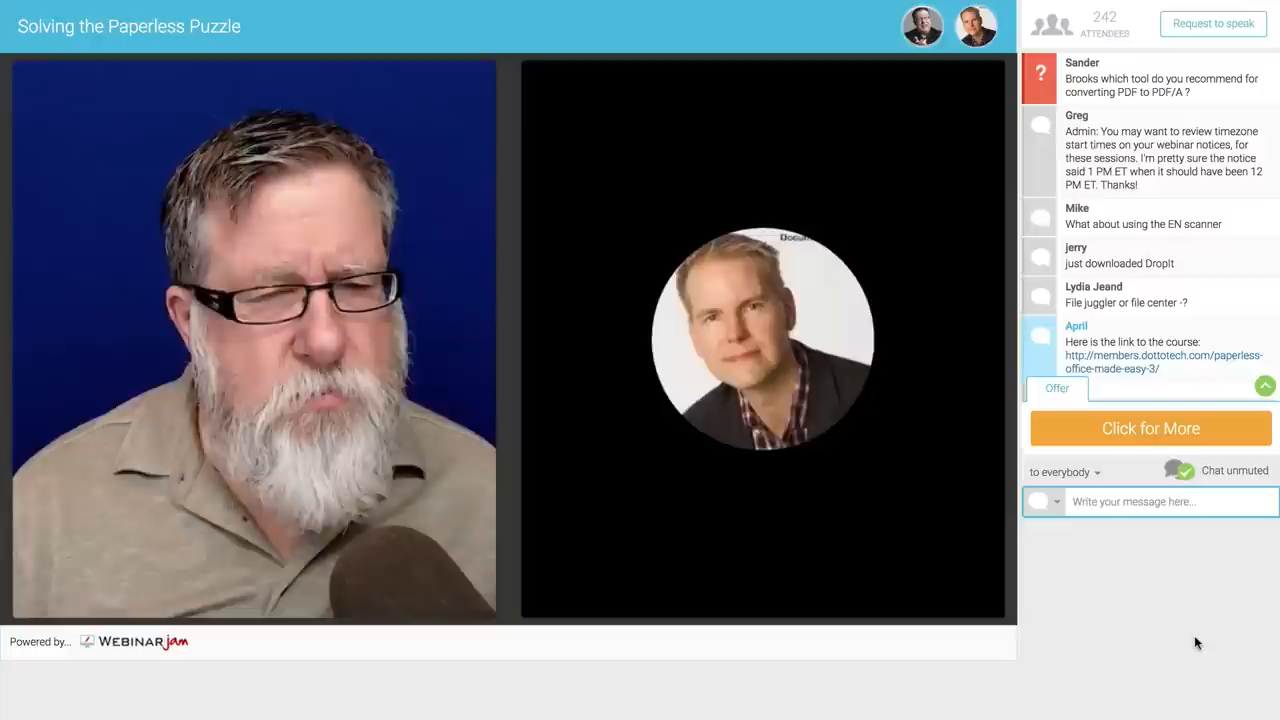 Solving the Paperless Puzzle
242
ATTENDEES
Request to speak
?
Sander
Brooks which tool do you recommend for
converting PDF to PDF/A ?
Greg
Admin: You may want to review timezone
start times on your webinar notices, for
these sessions. I'm pretty sure the notice
said 1 PM ET when it should have been 12
PM ET. Thanks!
Mike
What about using the EN scanner
jerry
just downloaded DropIt
Lydia Jeand
File juggler or file center -?
April
Here is the link to the course:
http://members.dottotech.com/paperless-
office-made-easy-3/
Offer
Click for More
to everybody
Chat unmuted
Write your message here...
Powered by...
WEBINARjam